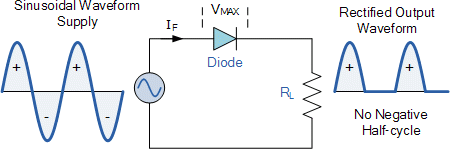 Sinusoidal Waveform
Supply
+
+
-
-
I F
V MAX
Diode
R L
Rectified Output
Waveform
+
+
No Negative
Half-cycle